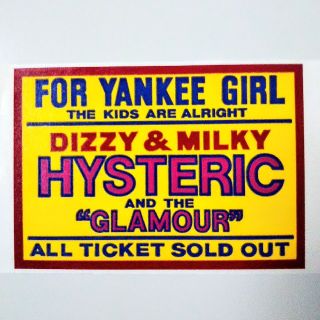 FOR YANKEE GIRL
THE KIDS ARE ALRIGHT
DIZZY & MILKY
HYSTERIC
AND THE
"GLAMOUR"
ALL TICKET SOLD OUT